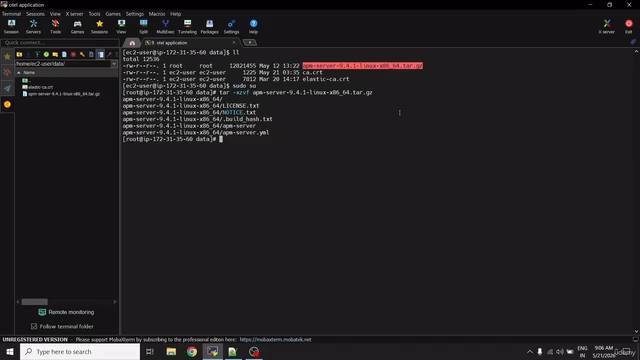 otel application
Terminal Sessions View X server Tools Games Settings Macros Help
Session Servers Tools Games Sessions View Split MultiExec Tunneling Packages Settings Help
X server Exit
Quick connect...
9. otel application
/home/ec2-user/data/
Name
..
elastic-ca.crt
apm-server-9.4.1-linux-x86_64.tar.gz
[ec2-user@ip-172-31-35-60 data]$ ll
total 12536
-rw-r--r--. 1 root root 12821455 May 12 13:22 apm-server-9.4.1-linux-x86_64.tar.gz
-rw-r--r--. 1 ec2-user ec2-user 1225 May 21 03:35 ca.crt
-rw-r--r--. 1 ec2-user ec2-user 7812 Mar 20 14:17 elastic-ca.crt
[ec2-user@ip-172-31-35-60 data]$ sudo su
[root@ip-172-31-35-60 data]# tar -xzvf apm-server-9.4.1-linux-x86_64.tar.gz
apm-server-9.4.1-linux-x86_64/
apm-server-9.4.1-linux-x86_64/LICENSE.txt
apm-server-9.4.1-linux-x86_64/NOTICE.txt
apm-server-9.4.1-linux-x86_64/.build_hash.txt
apm-server-9.4.1-linux-x86_64/apm-server
apm-server-9.4.1-linux-x86_64/apm-server.yml
[root@ip-172-31-35-60 data]#
Remote monitoring
Follow terminal folder
UNREGISTERED VERSION - Please support MobaXterm by subscribing to the professional edition here: https://mobaxterm.mobatek.net
Type here to search
ENG
IN
9:06 AM
5/21/2026
udemy